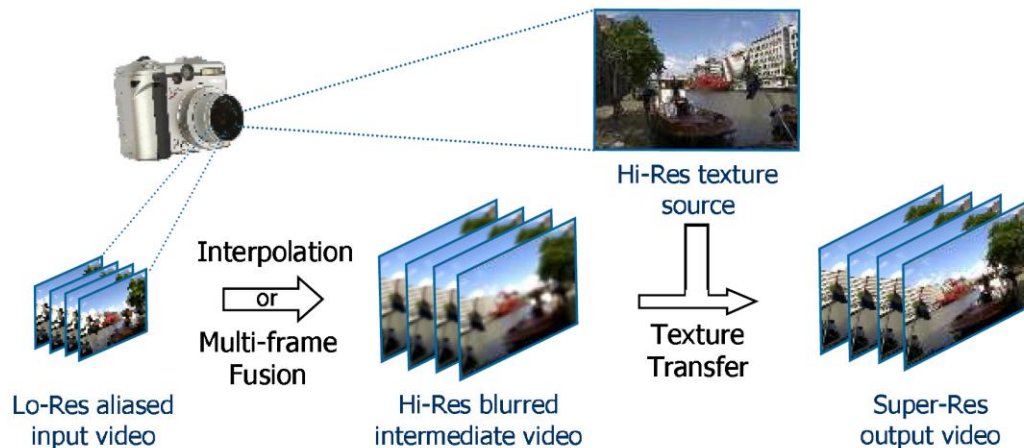 Hi-Res texture
source
Interpolation
or
Multi-frame
Fusion
Texture
Transfer
Lo-Res aliased
input video
Hi-Res blurred
intermediate video
Super-Res
output video